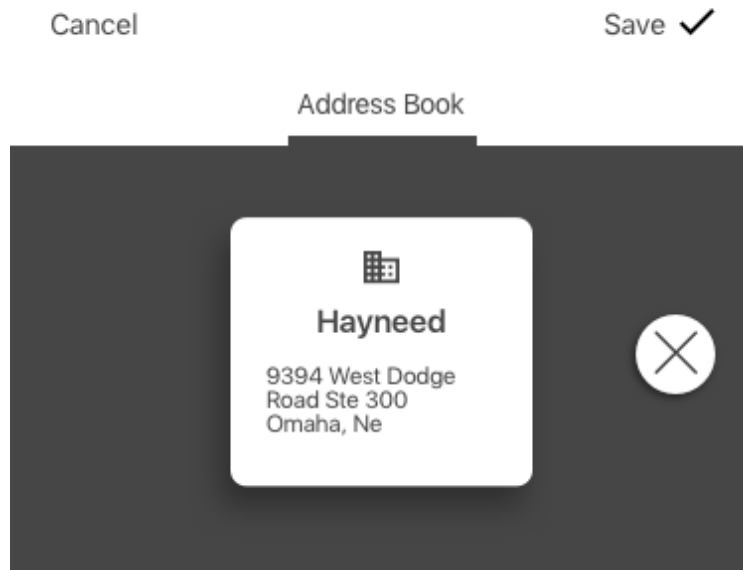 Cancel
Save
Address Book
Hayneed
9394 West Dodge
Road Ste 300
Omaha, Ne